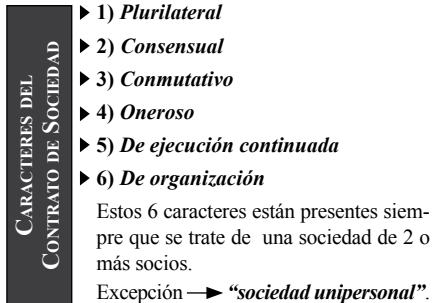 CARACTERES DEL
CONTRATO DE SOCIEDAD
1) Plurilateral
2) Consensual
3) Conmutativo
4) Oneroso
5) De ejecución continuada
6) De organización
Estos 6 caracteres están presentes siem-
pre que se trate de una sociedad de 2 o
más socios.
Excepción → “sociedad unipersonal”.